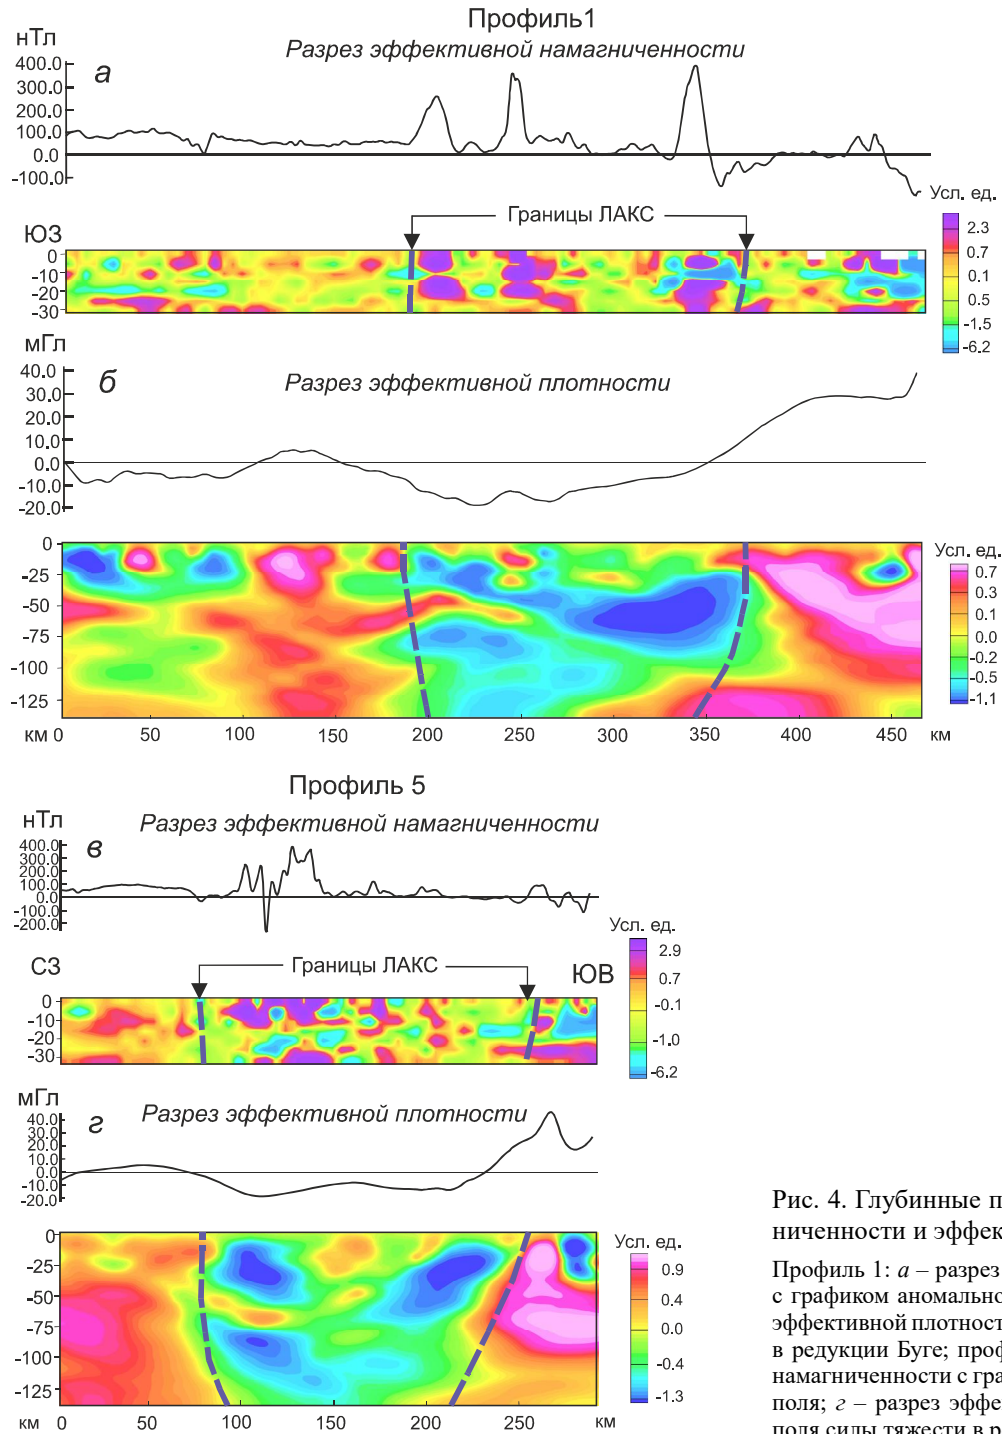 Профиль1
Разрез эффективной намагниченности
нТл
а
400.0
300.0
200.0
100.0
0.0
-100.0
Границы ЛАКС
ЮЗ
0
-10
-20
-30
Усл. ед.
2.3
0.7
0.1
0.5
-1.5
-6.2
мГл
б
Разрез эффективной плотности
40.0
30.0
20.0
10.0
0.0
-10.0
-20.0
0
-25
-50
-75
-100
-125
Усл. ед.
0.7
0.3
0.1
0.0
-0.2
-0.5
-1,1
км 0 50 100 150 200 250 300 350 400 450 км
Профиль 5
Разрез эффективной намагниченности
нТл
в
400.0
300.0
200.0
100.0
0.0
-100.0
-200.0
СЗ
Границы ЛАКС
ЮВ
0
-10
-20
-30
Усл. ед.
2.9
0.7
-0.1
-1.0
-6.2
мГл
г
Разрез эффективной плотности
40.0
30.0
20.0
10.0
0.0
-10.0
-20.0
0
-25
-50
-75
-100
-125
Усл. ед.
0.9
0.4
0.0
-0.4
-1.3
км 0 50 100 150 200 250 км
Рис. 4. Глубинные п
ниченности и эффек
Профиль 1: а – разрез
с графиком аномально
эффективной плотност
в редукции Буге; проф
намагниченности с гра
поля; г – разрез эффе
поля силы тяжести в р